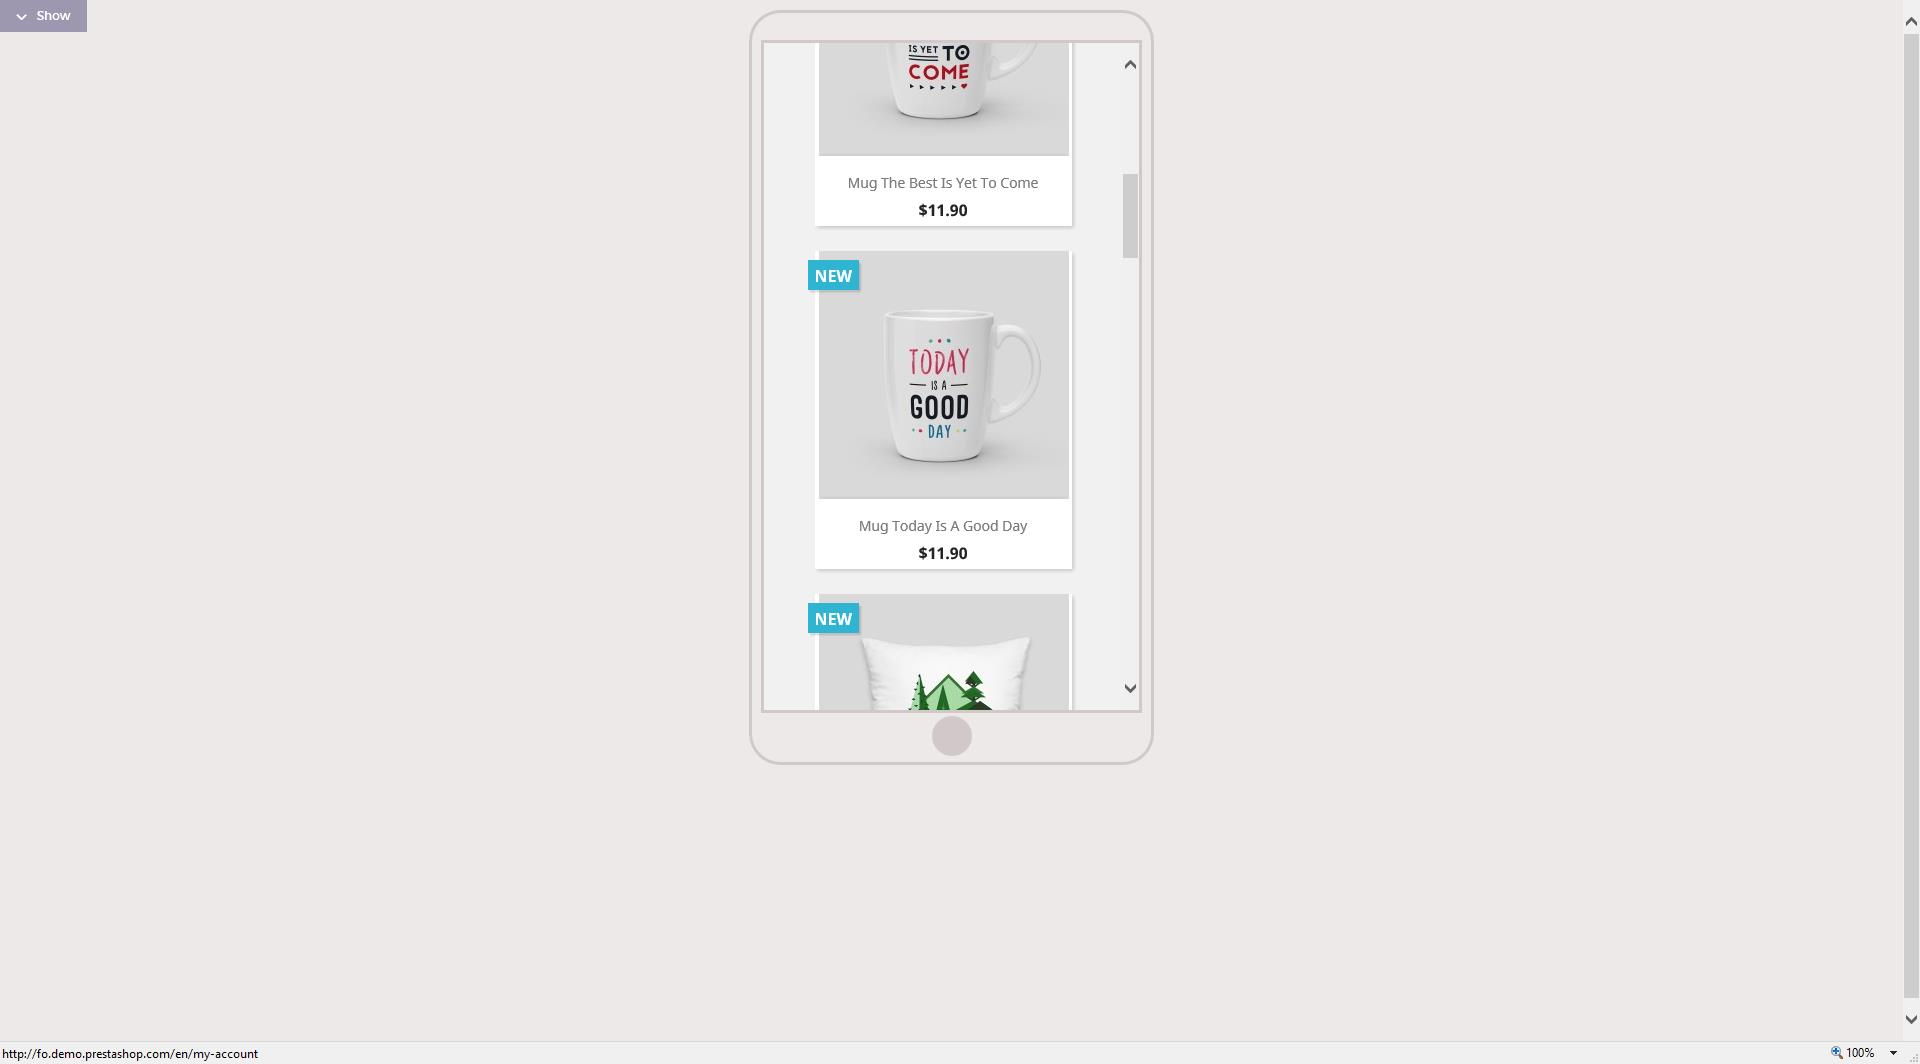 Show
IS YET TO
COME
Mug The Best Is Yet To Come
$11.90
NEW
TODAY
IS A
GOOD
DAY
Mug Today Is A Good Day
$11.90
NEW
http://fo.demo.prestashop.com/en/my-account
100%